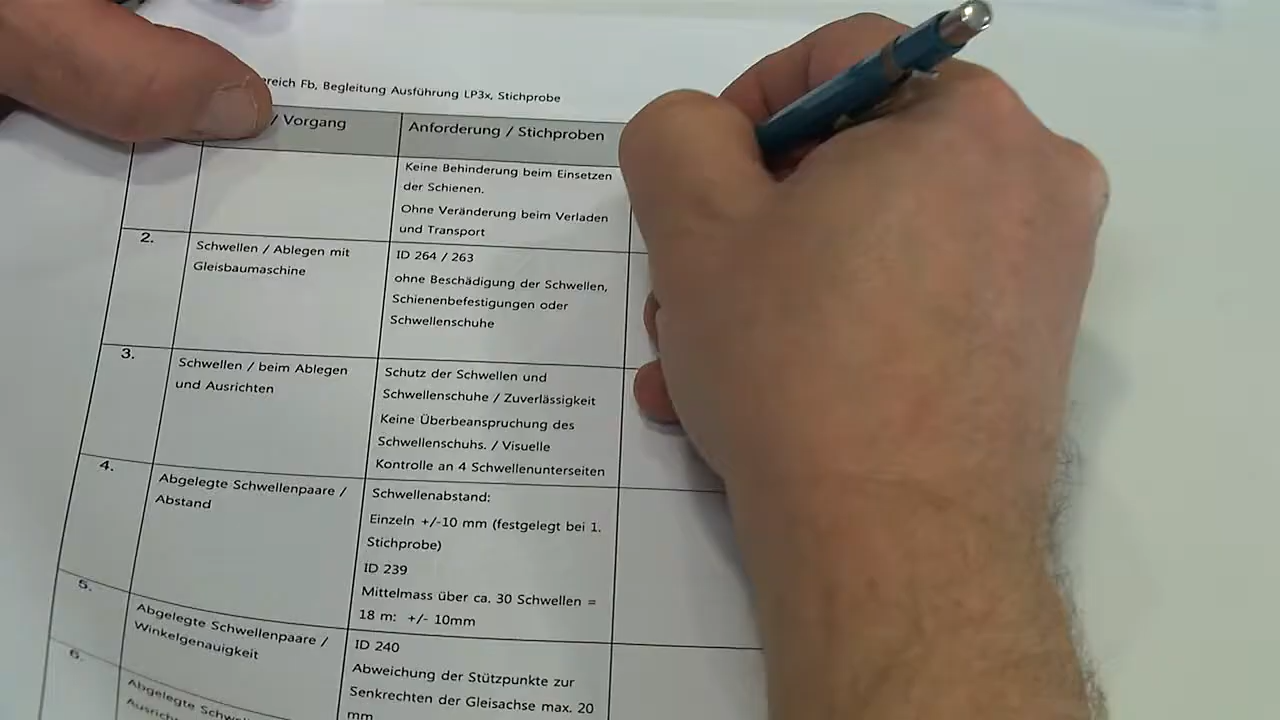 Fb, Begleitung Ausführung LP3x, Stichprobe
/ Vorgang
Anforderung / Stichproben
Keine Behinderung beim Einsetzen
der Schienen.
Ohne Veränderung beim Verladen
und Transport
2.
Schwellen / Ablegen mit
Gleisbaumaschine
ID 264 / 263
ohne Beschädigung der Schwellen,
Schienenbefestigungen oder
Schwellenschuhe
3.
Schwellen / beim Ablegen
und Ausrichten
Schutz der Schwellen und
Schwellenschuhe / Zuverlässigkeit
Keine Überbeanspruchung des
Schwellenschuhs. / Visuelle
Kontrolle an 4 Schwellenunterseiten
4.
Abgelegte Schwellenpaare /
Abstand
Schwellenabstand:
Einzeln +/-10 mm (festgelegt bei 1.
Stichprobe)
ID 239
Mittelmass über ca. 30 Schwellen =
18 m: +/- 10mm
5.
Abgelegte Schwellenpaare /
Winkelgenauigkeit
ID 240
Abweichung der Stützpunkte zur
Senkrechten der Gleisachse max. 20
mm
6.
Abgelegte